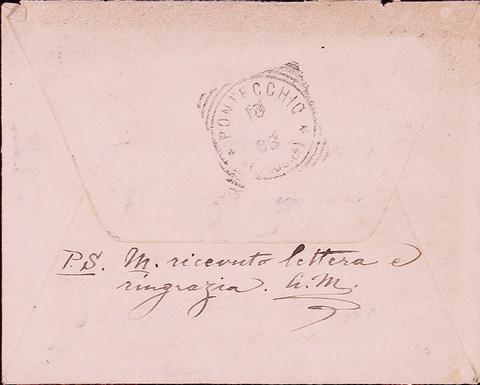 * PONTECCHIO *
18
93
P.S. M. ricevuto lettera e
ringrazia. G.M.